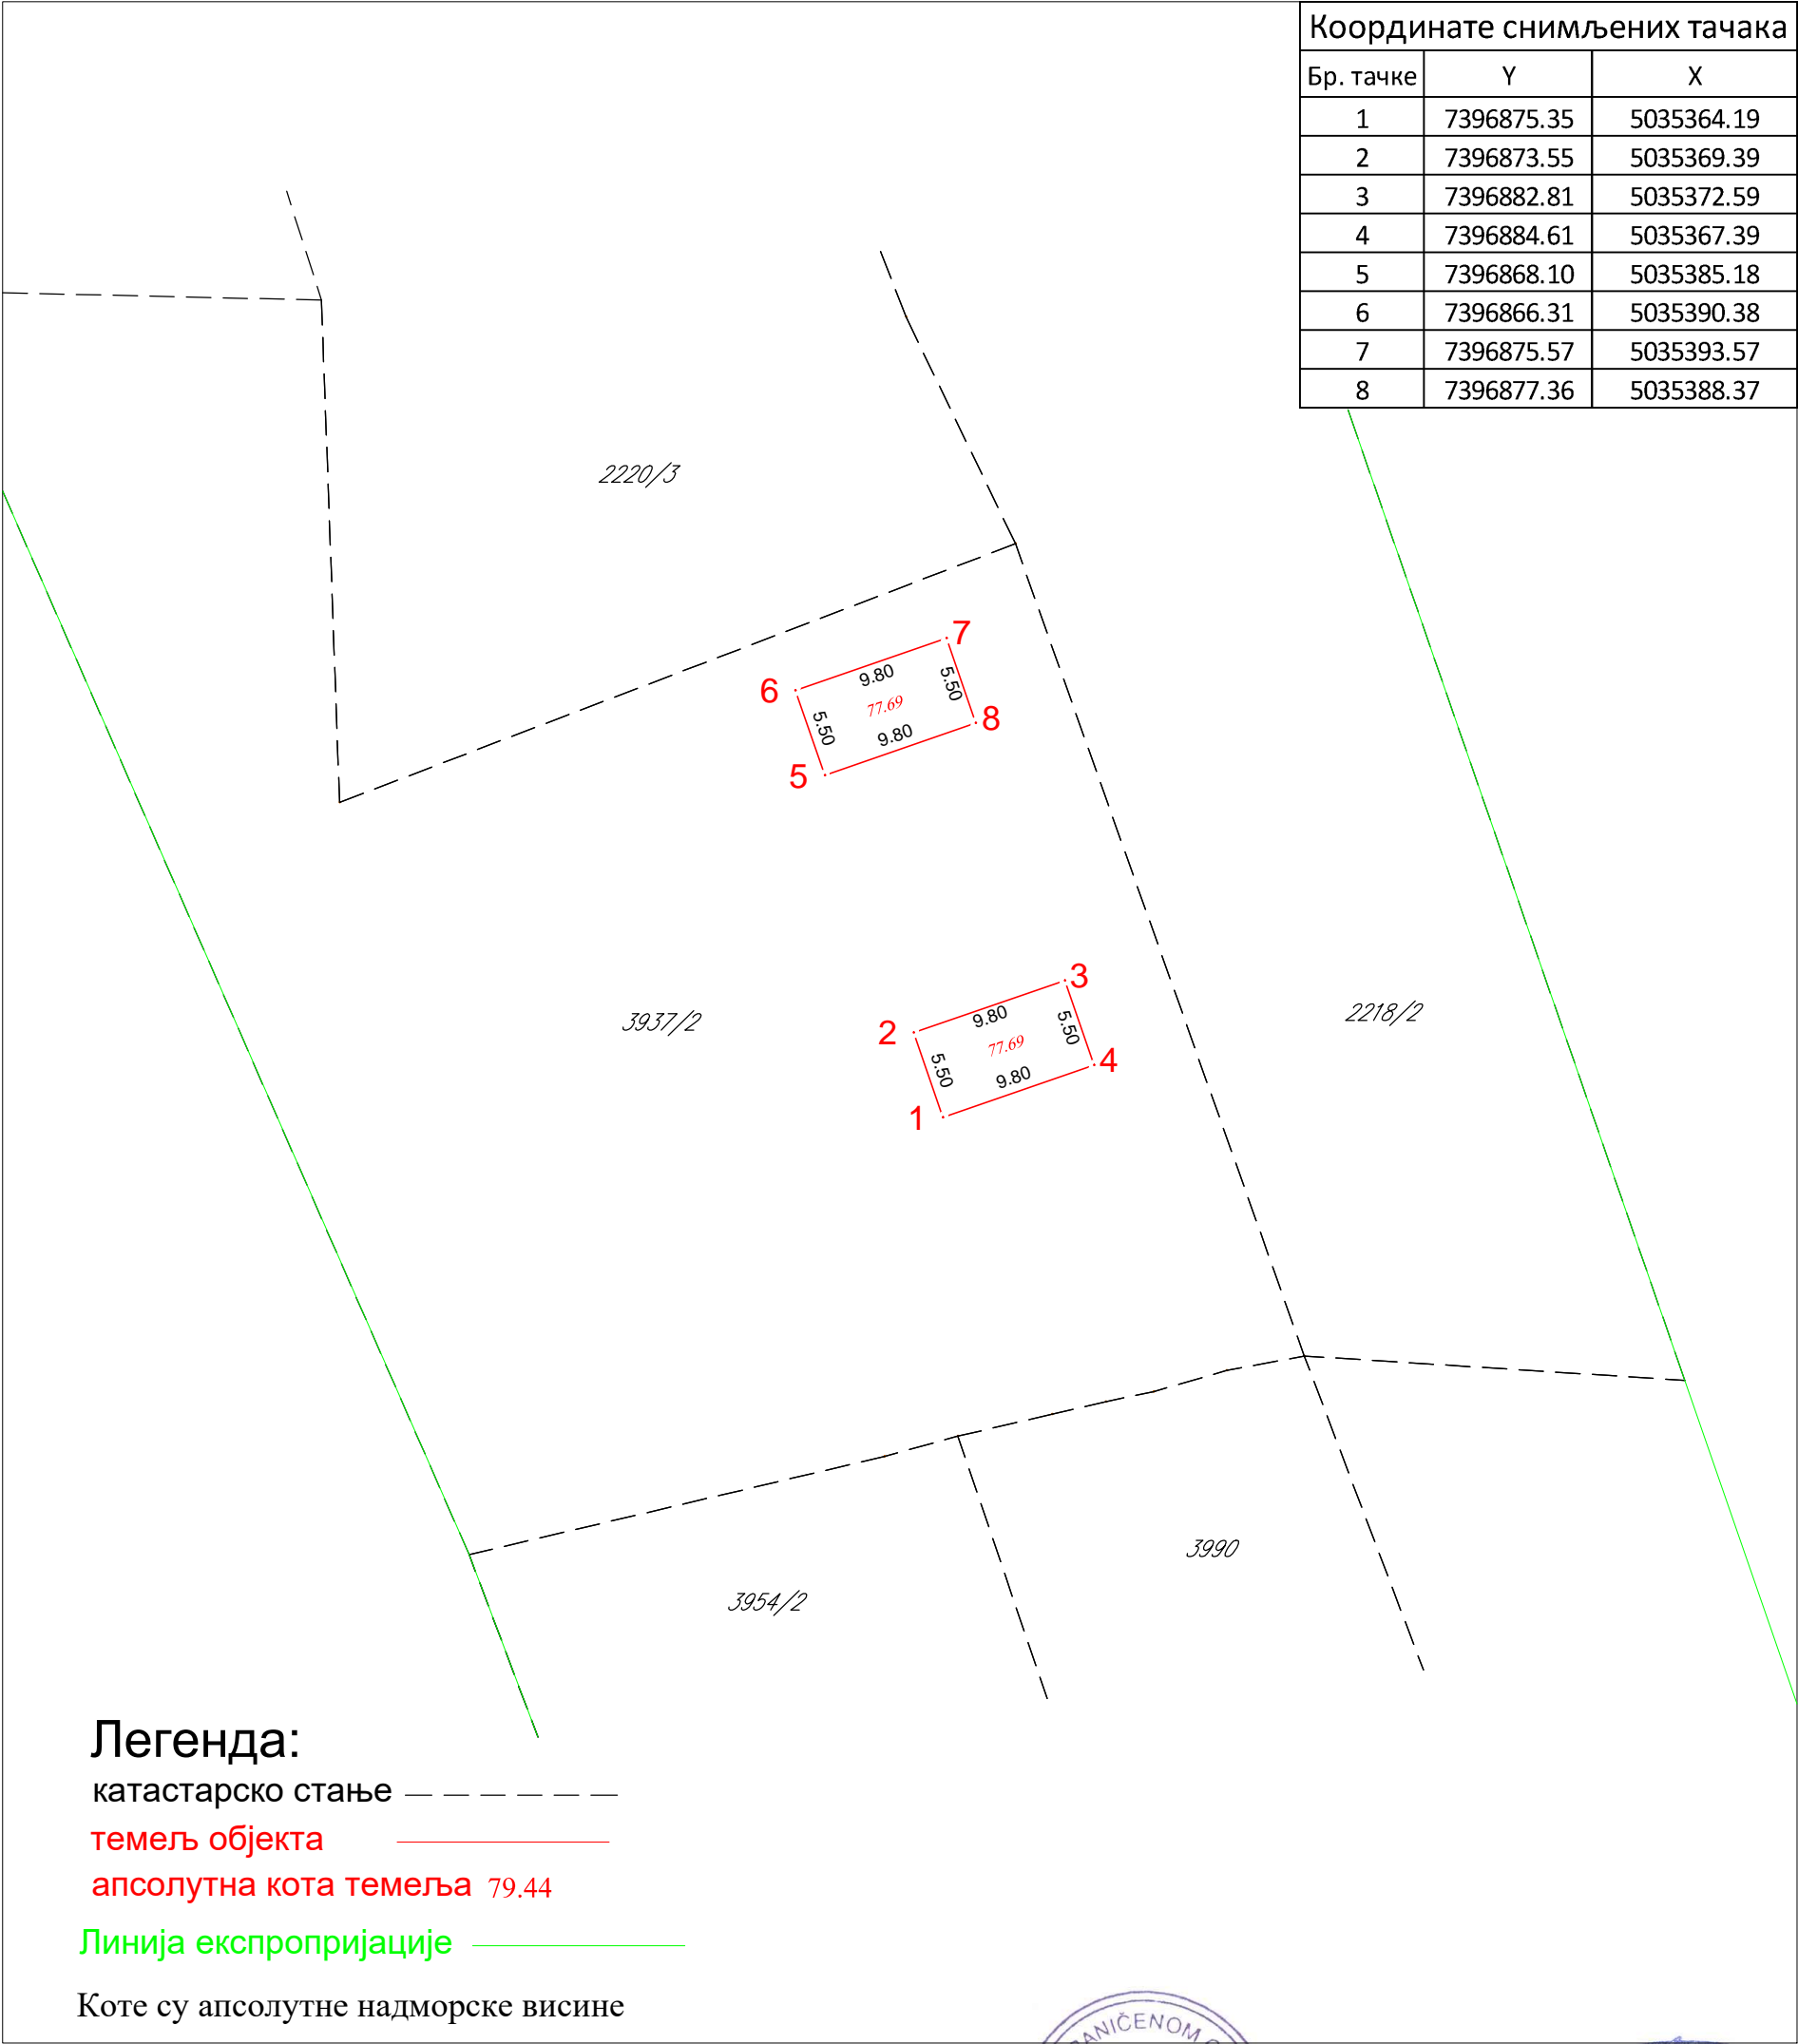 Координате снимљених тачака
Бр. тачке Y X
1 7396875.35 5035364.19
2 7396873.55 5035369.39
3 7396882.81 5035372.59
4 7396884.61 5035367.39
5 7396868.10 5035385.18
6 7396866.31 5035390.38
7 7396875.57 5035393.57
8 7396877.36 5035388.37
2220/3
7
9.80
6
5.50
77.69
5.50
8
9.80
5
3
9.80
2
5.50
77.69
5.50
4
9.80
1
3937/2
2218/2
3990
3954/2
Легенда:
катастарско стање
темељ објекта
апсолутна кота темеља 79.44
Линија експропријације
Коте су апсолутне надморске висине